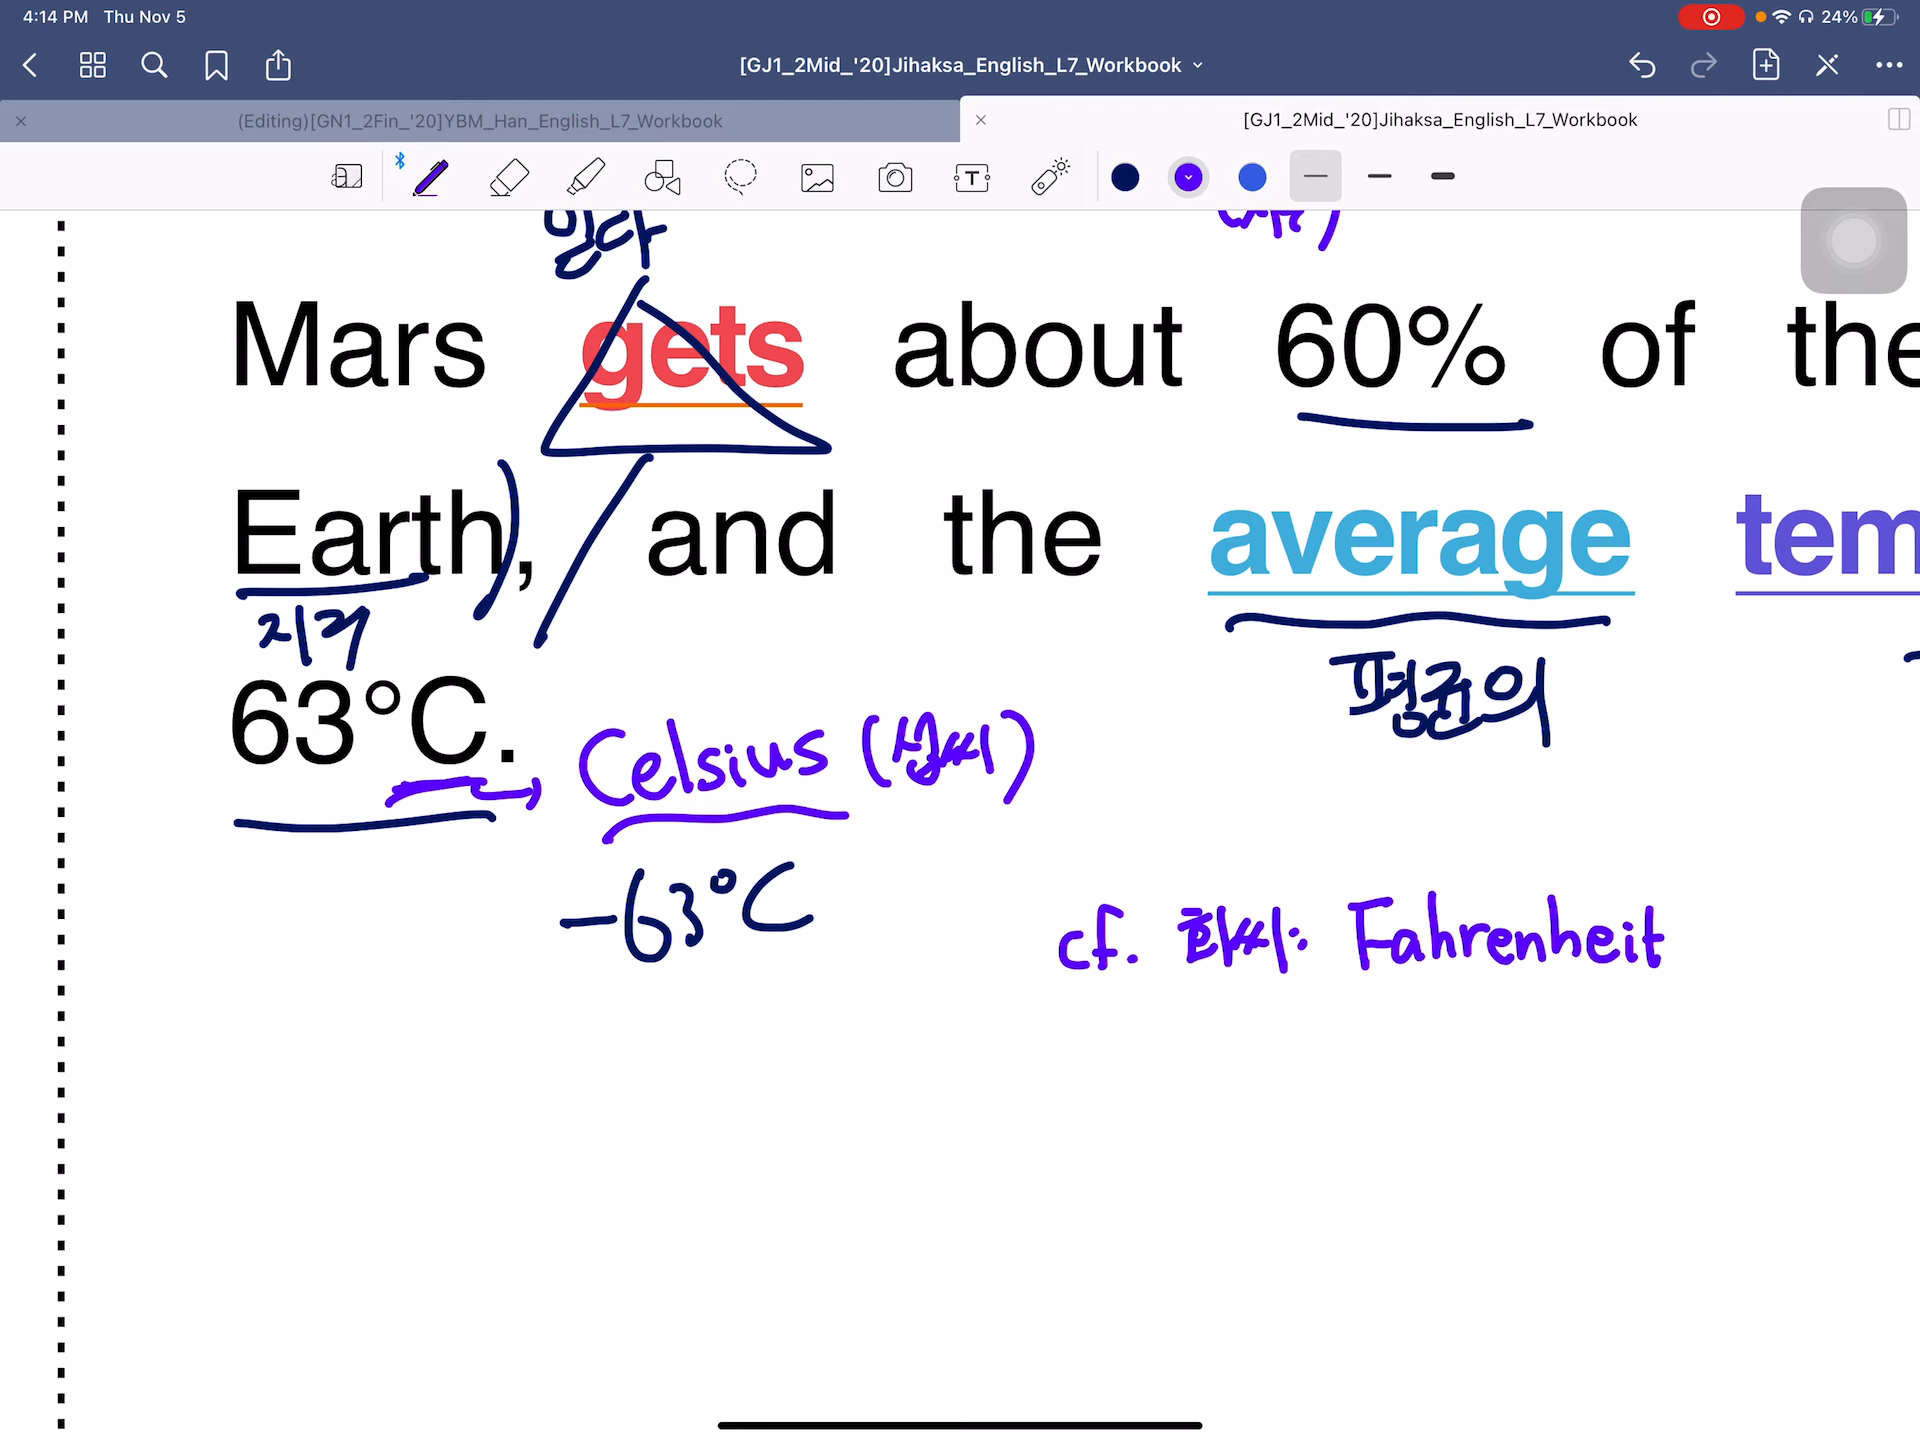 4:14 PM Thu Nov 5 24%
[GJ1_2Mid_'20]Jihaksa_English_L7_Workbook
(Editing)[GN1_2Fin_'20]YBM_Han_English_L7_Workbook [GJ1_2Mid_'20]Jihaksa_English_L7_Workbook
Mars gets about 60% of the
Earth, and the average tem
지구
평균의
63°C. Celsius (섭씨)
-63°C
cf. 화씨: Fahrenheit